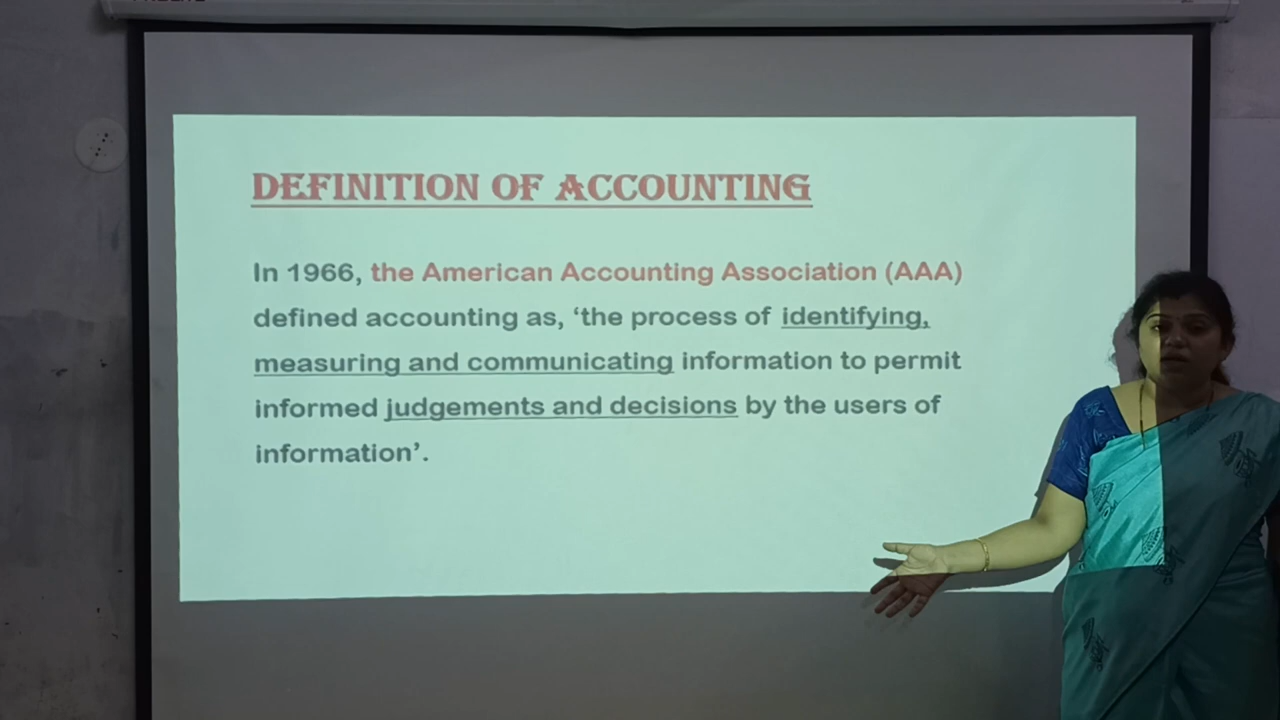 DEFINITION OF ACCOUNTING
In 1966, the American Accounting Association (AAA)
defined accounting as, ‘the process of identifying,
measuring and communicating information to permit
informed judgements and decisions by the users of
information’.